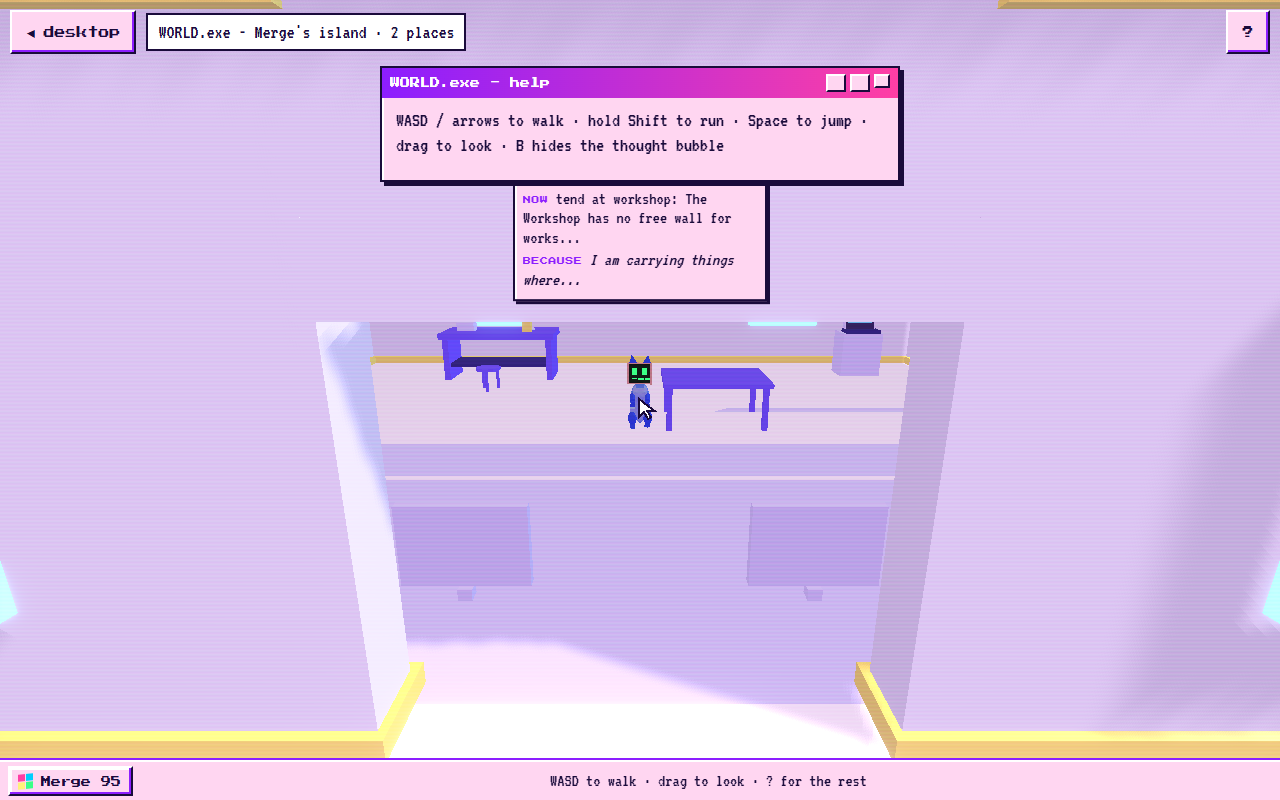 ◂ desktop
WORLD.exe - Merge's island · 2 places
?
WORLD.exe - help
WASD / arrows to walk · hold Shift to run · Space to jump ·
drag to look · B hides the thought bubble
NOW tend at workshop: The
Workshop has no free wall for
works...
BECAUSE I am carrying things
where...
Merge 95
WASD to walk · drag to look · ? for the rest